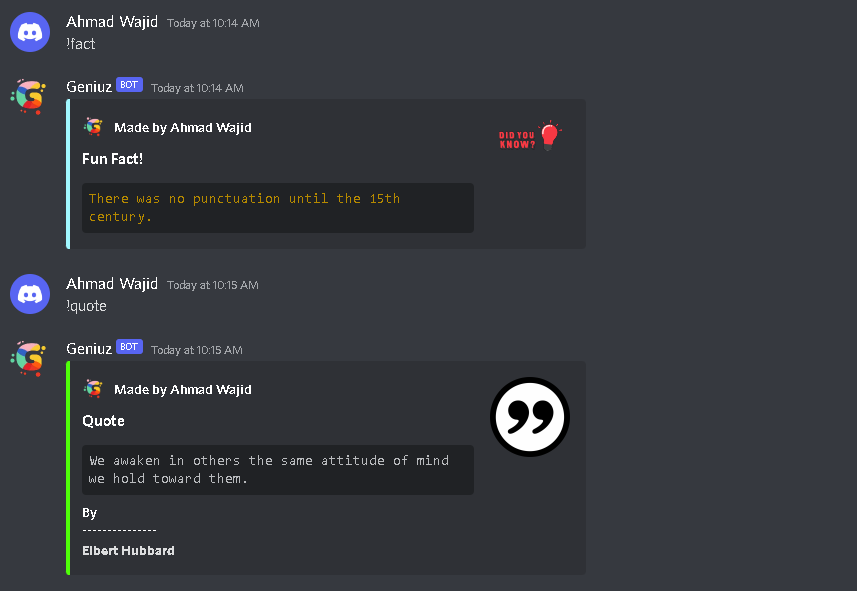 Ahmad Wajid Today at 10:14 AM
!fact
Geniuz BOT Today at 10:14 AM
Made by Ahmad Wajid
DID YOU
KNOW?
Fun Fact!
There was no punctuation until the 15th
century.
Ahmad Wajid Today at 10:15 AM
!quote
Geniuz BOT Today at 10:15 AM
Made by Ahmad Wajid
Quote
We awaken in others the same attitude of mind
we hold toward them.
By
---------------
Elbert Hubbard